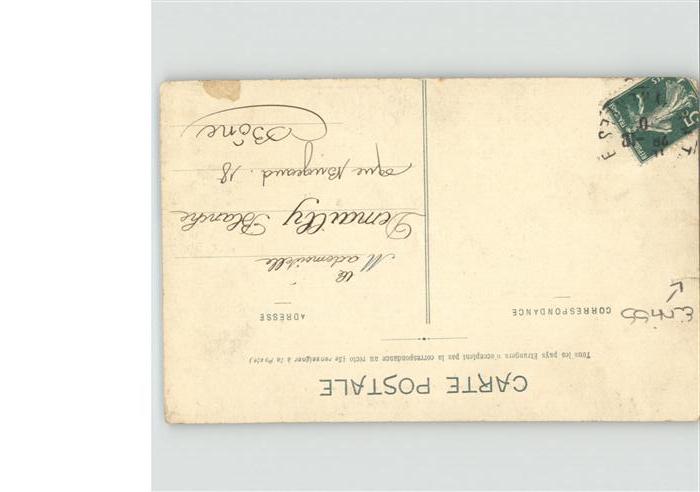 CARTE POSTALE
Tous les pays Etrangers n'acceptent pas la correspondance au recto (Se renseigner à la Poste)
CORRESPONDANCE
ADRESSE
Mademoiselle
Demailly Blanche
rue Bugeaud. 18
Bône